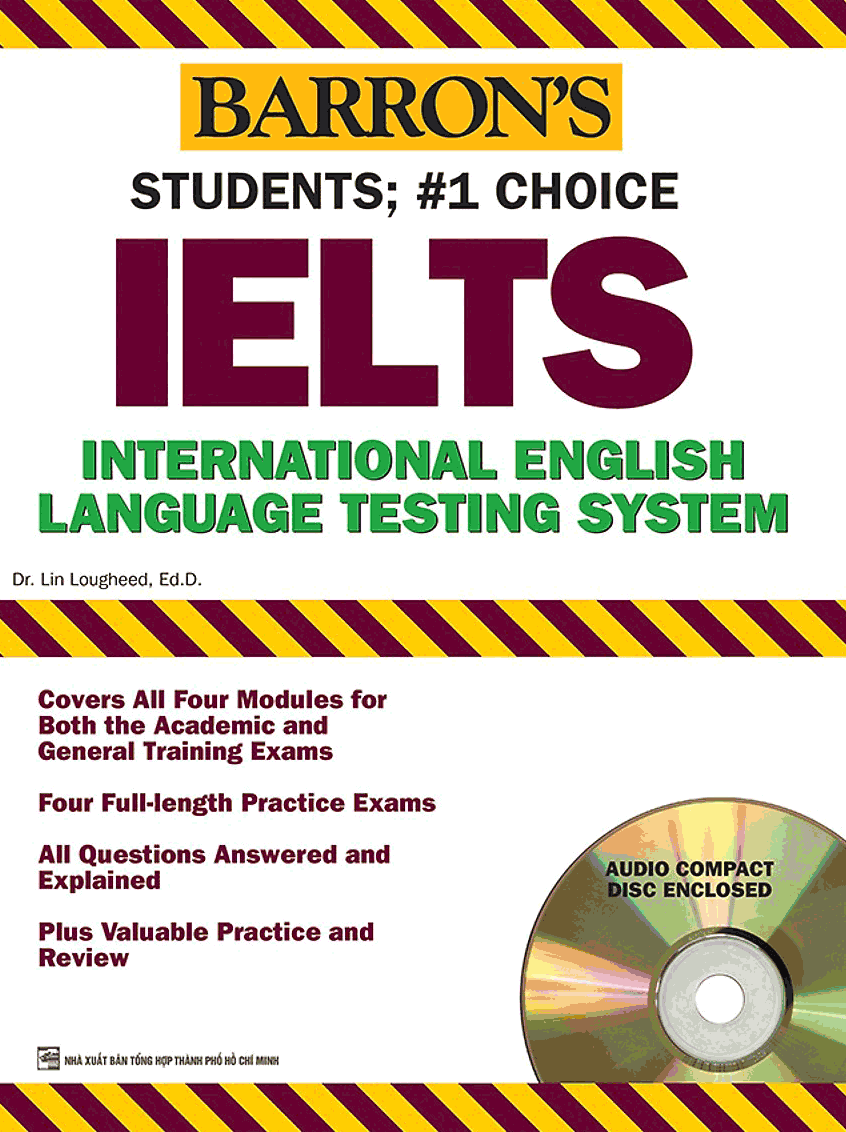 BARRON'S
STUDENTS; #1 CHOICE
IELTS
INTERNATIONAL ENGLISH
LANGUAGE TESTING SYSTEM
Dr. Lin Lougheed, Ed.D.
Covers All Four Modules for
Both the Academic and
General Training Exams
Four Full-length Practice Exams
All Questions Answered and
Explained
Plus Valuable Practice and
Review
AUDIO COMPACT
DISC ENCLOSED
NHÀ XUẤT BẢN TỔNG HỢP THÀNH PHỐ HỒ CHÍ MINH